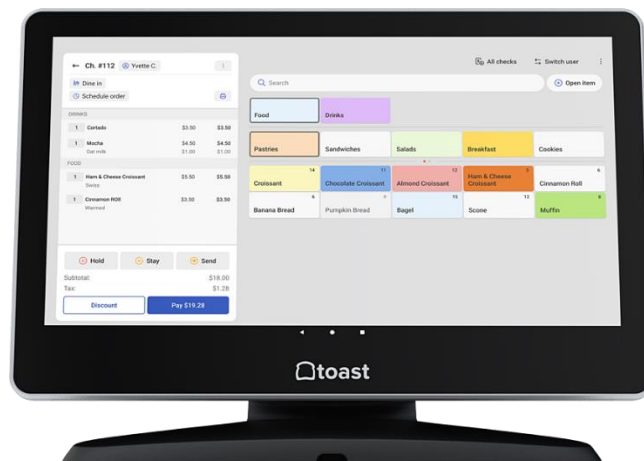 ← Ch. #112 Yvette C.
Dine in
Schedule order
DRINKS
1 Cortado $3.50 $3.50
1 Mocha $4.50 $4.50
Oat milk $1.00 $1.00
FOOD
1 Ham & Cheese Croissant $5.50 $5.50
Swiss
1 Cinnamon Roll $3.50 $3.50
Warmed
Hold Stay Send
Subtotal: $18.00
Tax: $1.28
Discount Pay $19.28
All checks Switch user
Search Open item
Food Drinks
Pastries Sandwiches Salads Breakfast Cookies
14 11 12 3 6
Croissant Chocolate Croissant Almond Croissant Ham & Cheese Croissant Cinnamon Roll
Banana Bread Pumpkin Bread Bagel Scone Muffin
toast